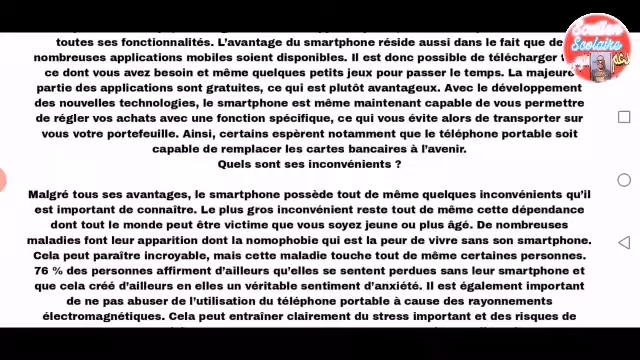 toutes ses fonctionnalités. L'avantage du smartphone réside aussi dans le fait que de
nombreuses applications mobiles soient disponibles. Il est donc possible de télécharger
ce dont vous avez besoin et même quelques petits jeux pour passer le temps. La majeure
partie des applications sont gratuites, ce qui est plutôt avantageux. Avec le développement
des nouvelles technologies, le smartphone est même maintenant capable de vous permettre
de régler vos achats avec une fonction spécifique, ce qui vous évite alors de transporter sur
vous votre portefeuille. Ainsi, certains espèrent notamment que le téléphone portable soit
capable de remplacer les cartes bancaires à l'avenir.
Quels sont ses inconvénients ?
Malgré tous ses avantages, le smartphone possède tout de même quelques inconvénients qu'il
est important de connaître. Le plus gros inconvénient reste tout de même cette dépendance
dont tout le monde peut être victime que vous soyez jeune ou plus âgé. De nombreuses
maladies font leur apparition dont la nomophobie qui est la peur de vivre sans son smartphone.
Cela peut paraître incroyable, mais cette maladie touche tout de même certaines personnes.
76 % des personnes affirment d'ailleurs qu'elles se sentent perdues sans leur smartphone et
que cela créé d'ailleurs en elles un véritable sentiment d'anxiété. Il est également important
de ne pas abuser de l'utilisation du téléphone portable à cause des rayonnements
électromagnétiques. Cela peut entraîner clairement du stress important et des risques de
Soutien
Scolaire